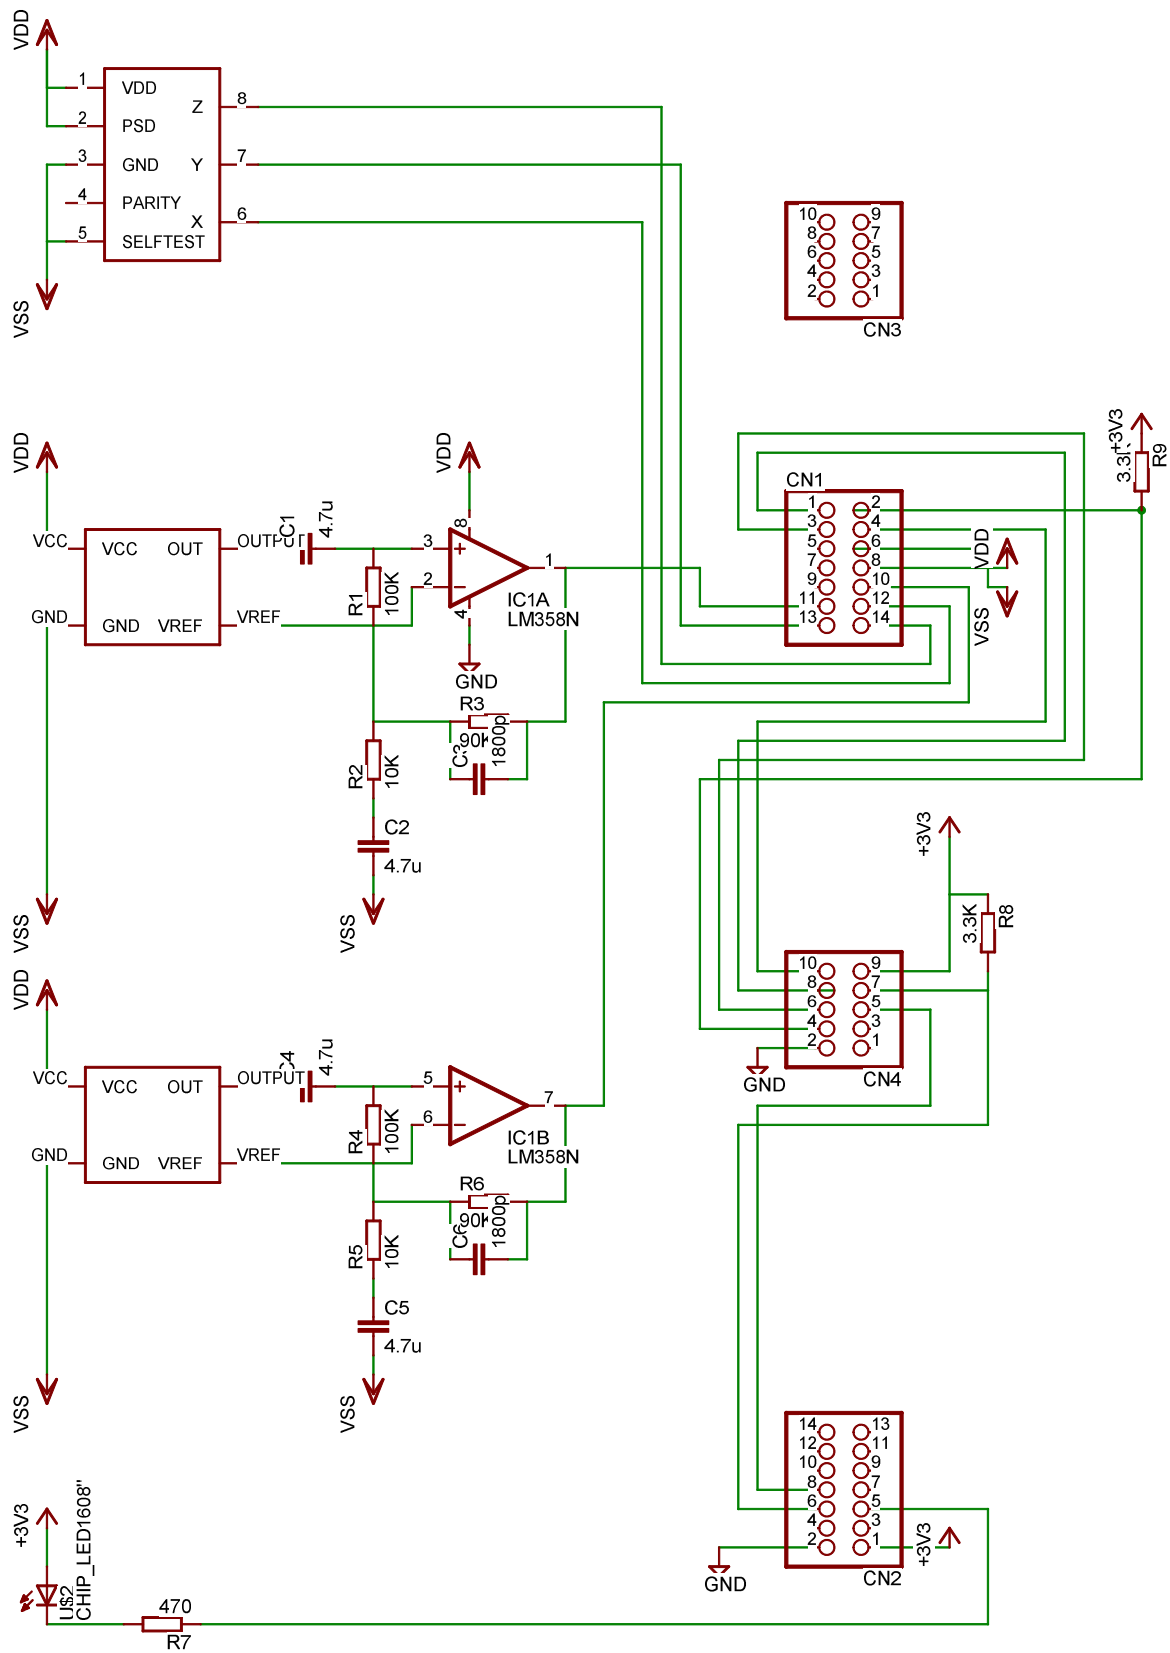 VDD
1 VDD
2 PSD
3 GND
4 PARITY
5 SELFTEST
Z 8
Y 7
X 6
VSS
10 9
8 7
6 5
4 3
2 1
CN3
VDD
VCC VCC OUT OUTPUT
GND GND VREF VREF
C1
4.7u
R1
100K
VDD
8
3
2
1
4
IC1A
LM358N
GND
R3
90K
1800p
R2
10K
C2
4.7u
VSS
VSS
CN1
1 2
3 4
5 6
7 8
9 10
11 12
13 14
VDD
VSS
+3V3
R9
+3V3
3.3K
R8
10 9
8 7
6 5
4 3
2 1
GND
CN4
VDD
VCC VCC OUT OUTPUT
GND GND VREF VREF
4.7u
R4
100K
5
6
7
IC1B
LM358N
R6
90K
1800p
R5
10K
C5
4.7u
VSS
VSS
14 13
12 11
10 9
8 7
6 5
4 3
2 1
+3V3
GND
CN2
+3V3
U$2
CHIP_LED1608"
470
R7